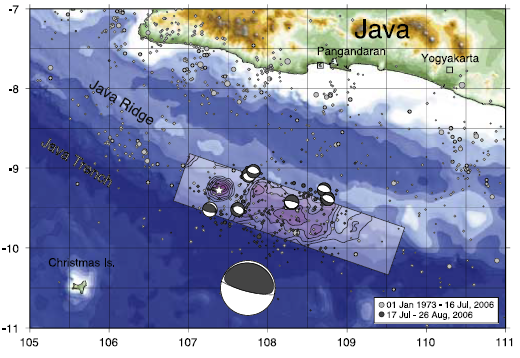 -7
Java
Pangandaran
Yogyakarta
-8
Java Ridge
Java Trench
-9
-10
Christmas Is.
01 Jan 1973 - 16 Jul, 2006
17 Jul - 26 Aug, 2006
-11
105 106 107 108 109 110 111